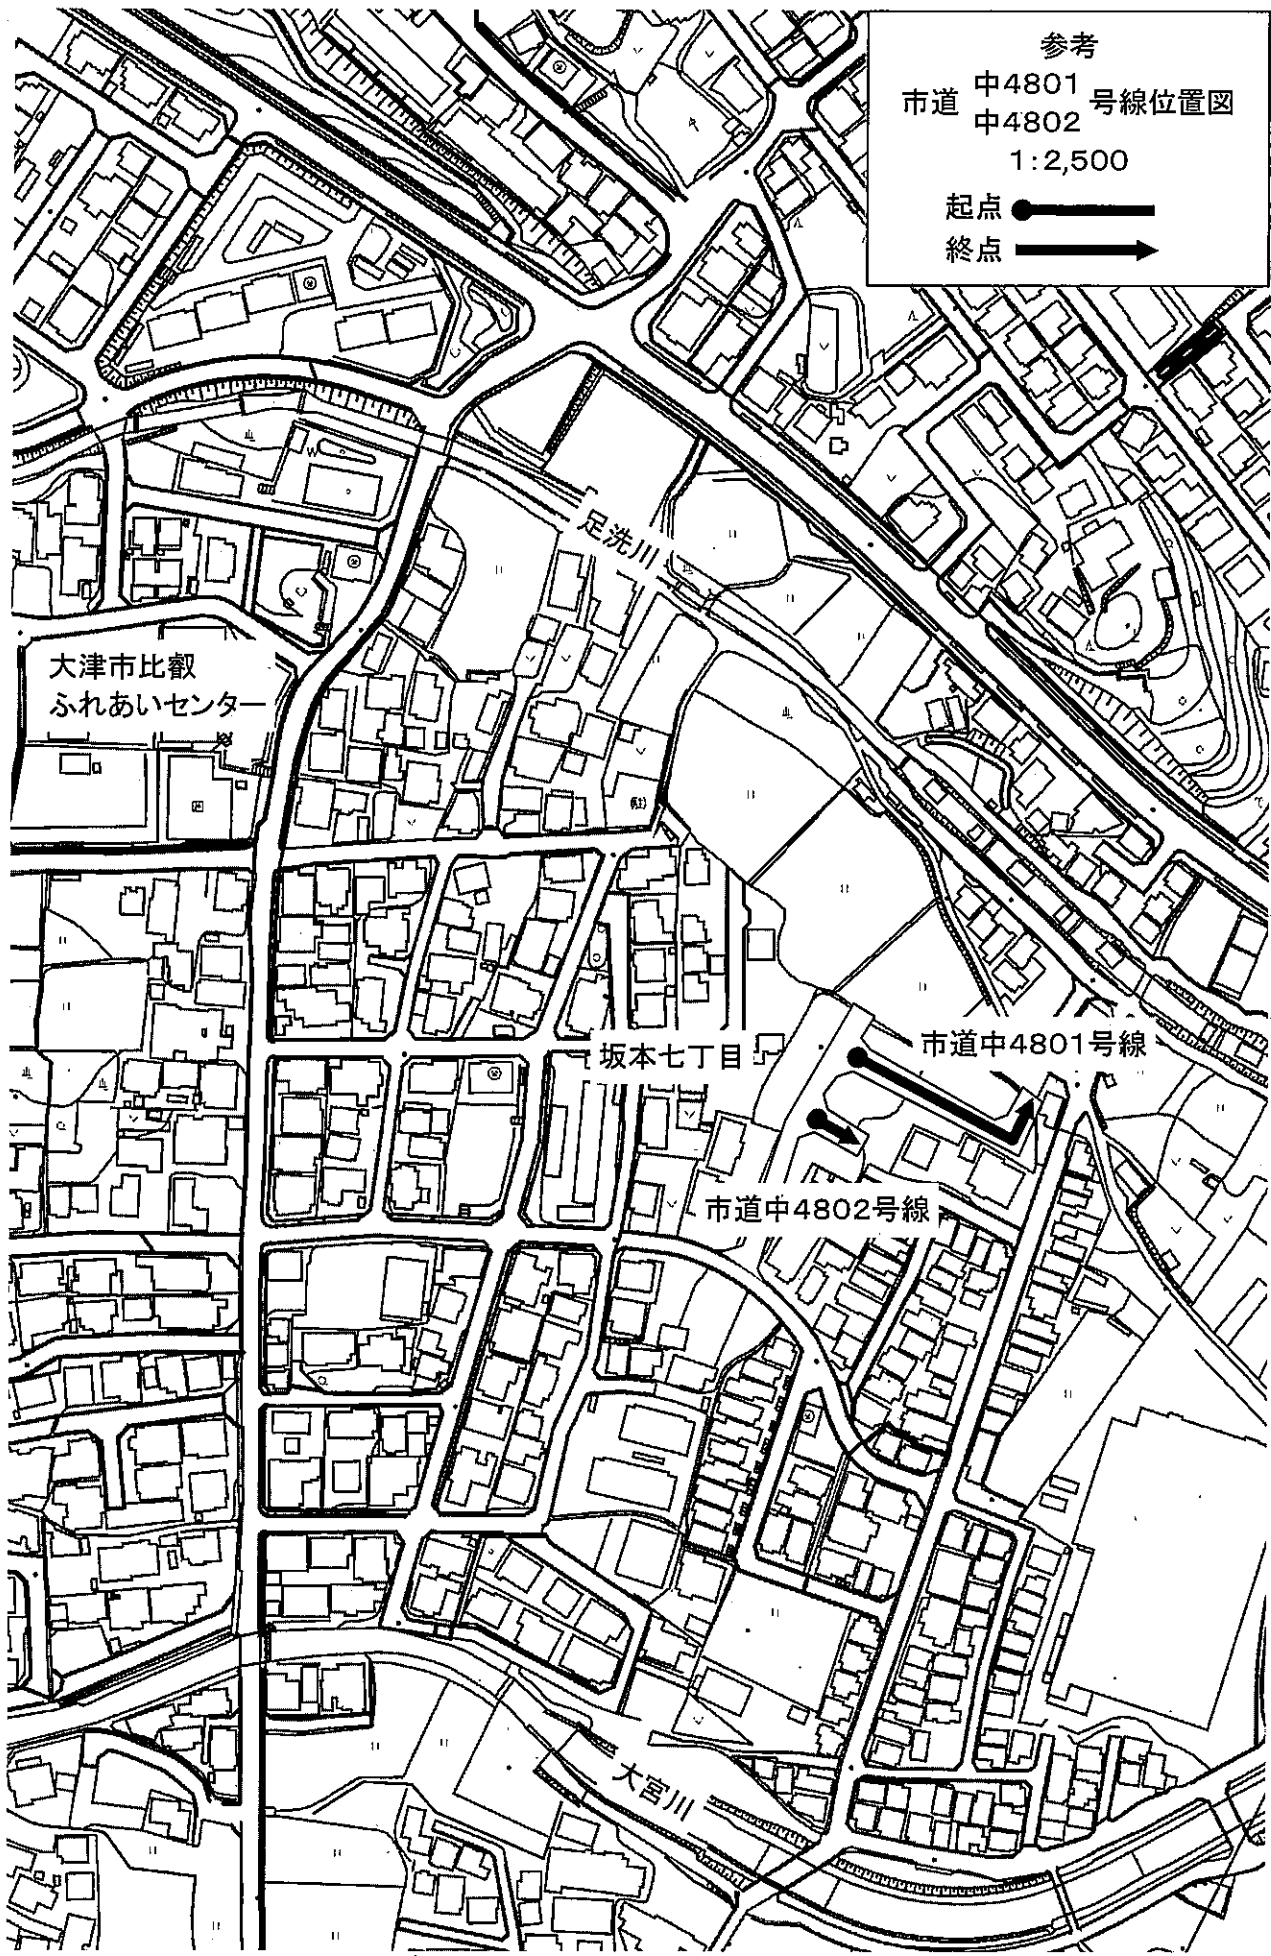 参考
市道 中4801 号線位置図
中4802
1:2,500
起点
終点
足洗川
大津市比叡
ふれあいセンター
坂本七丁目
市道中4801号線
市道中4802号線
大宮川